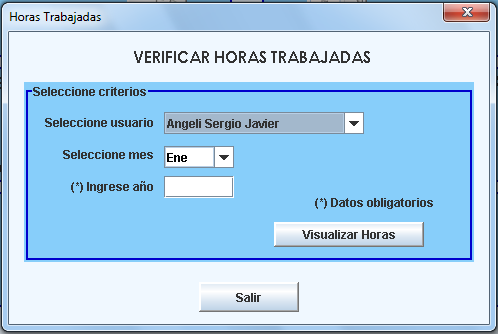 Horas Trabajadas
VERIFICAR HORAS TRABAJADAS
Seleccione criterios
Seleccione usuario Angeli Sergio Javier
Seleccione mes Ene
(*) Ingrese año
(*) Datos obligatorios
Visualizar Horas
Salir